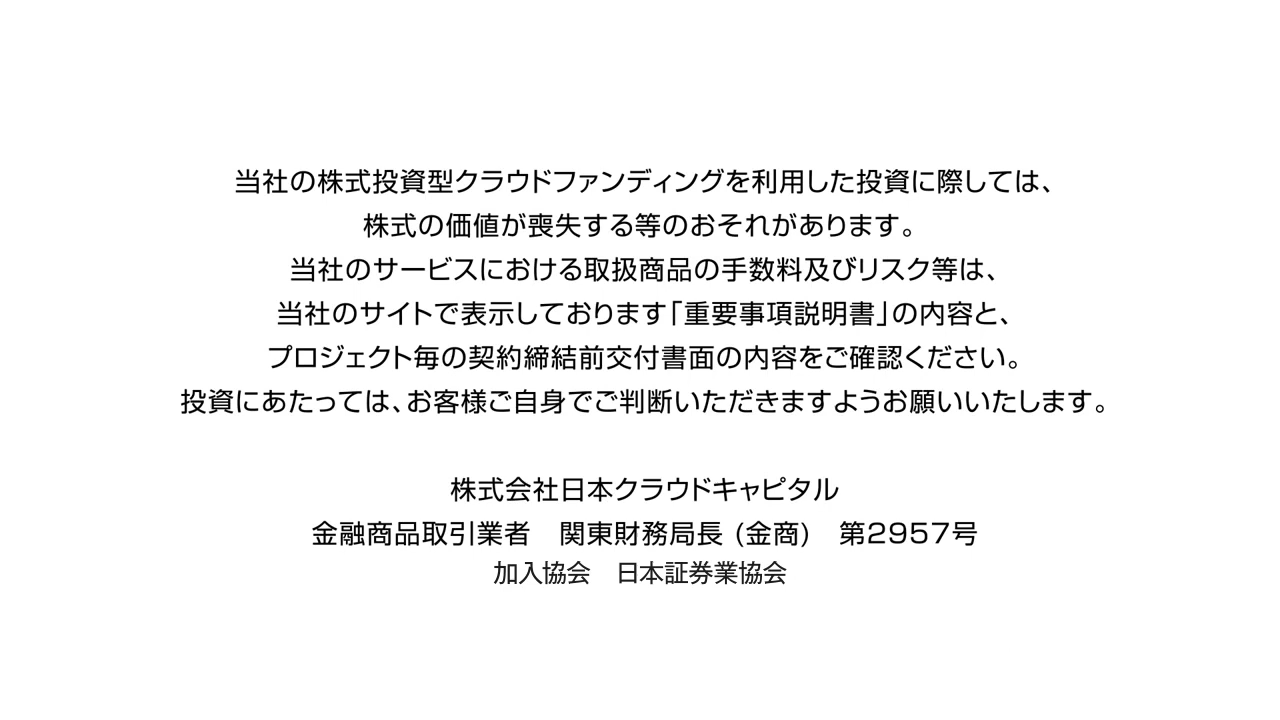 当社の株式投資型クラウドファンディングを利用した投資に際しては、
株式の価値が喪失する等のおそれがあります。
当社のサービスにおける取扱商品の手数料及びリスク等は、
当社のサイトで表示しております「重要事項説明書」の内容と、
プロジェクト毎の契約締結前交付書面の内容をご確認ください。
投資にあたっては、お客様ご自身でご判断いただきますようお願いいたします。
株式会社日本クラウドキャピタル
金融商品取引業者　関東財務局長 (金商)　第2957号
加入協会　日本証券業協会